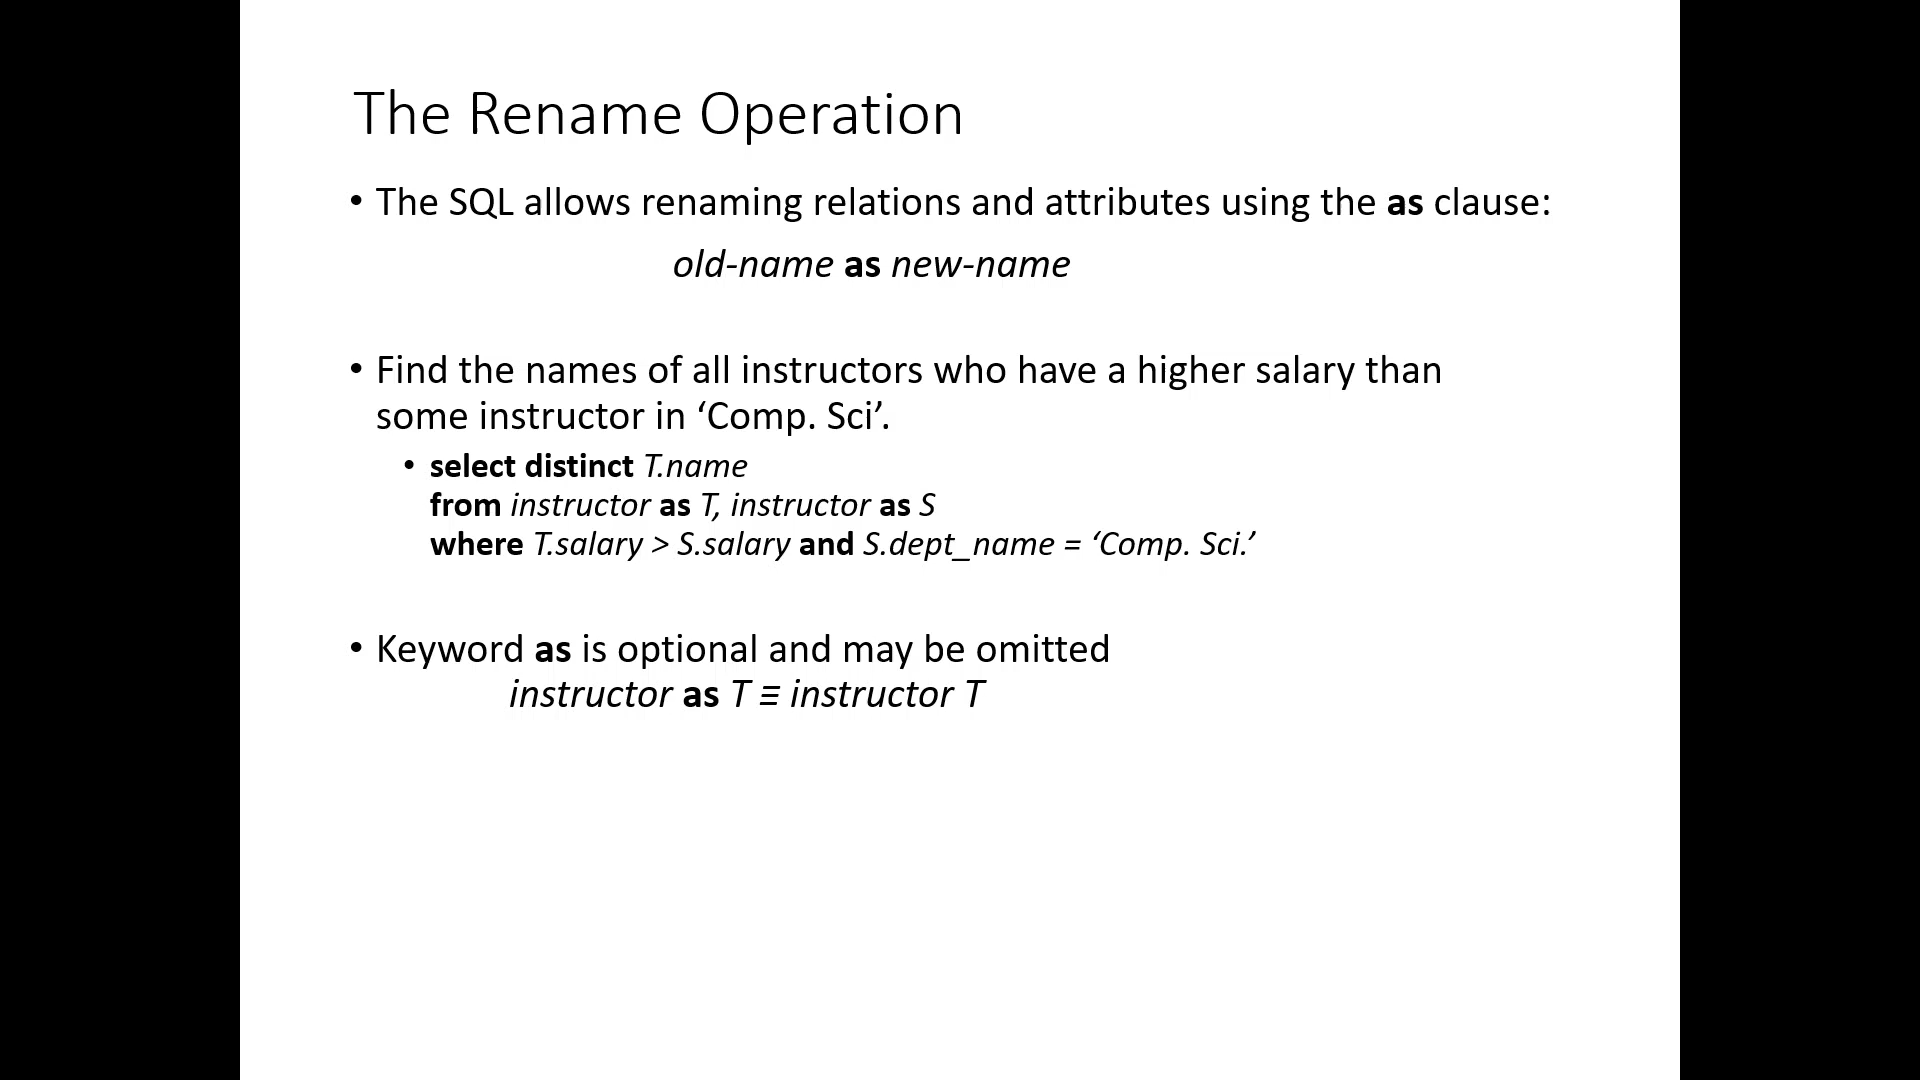 The Rename Operation
• The SQL allows renaming relations and attributes using the as clause:
old-name as new-name
• Find the names of all instructors who have a higher salary than
some instructor in ‘Comp. Sci’.
• select distinct T.name
from instructor as T, instructor as S
where T.salary > S.salary and S.dept_name = ‘Comp. Sci.’
• Keyword as is optional and may be omitted
instructor as T ≡ instructor T